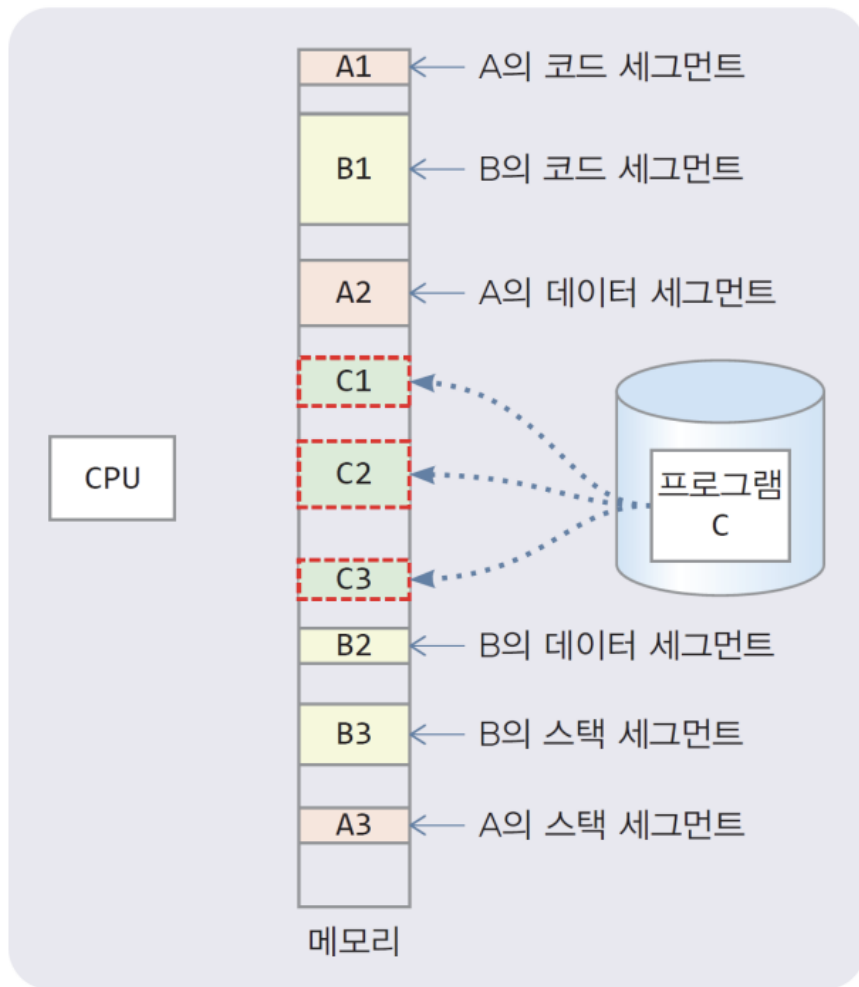 A1
A의 코드 세그먼트
B1
B의 코드 세그먼트
A2
A의 데이터 세그먼트
C1
CPU
C2
프로그램
C
C3
B2
B의 데이터 세그먼트
B3
B의 스택 세그먼트
A3
A의 스택 세그먼트
메모리